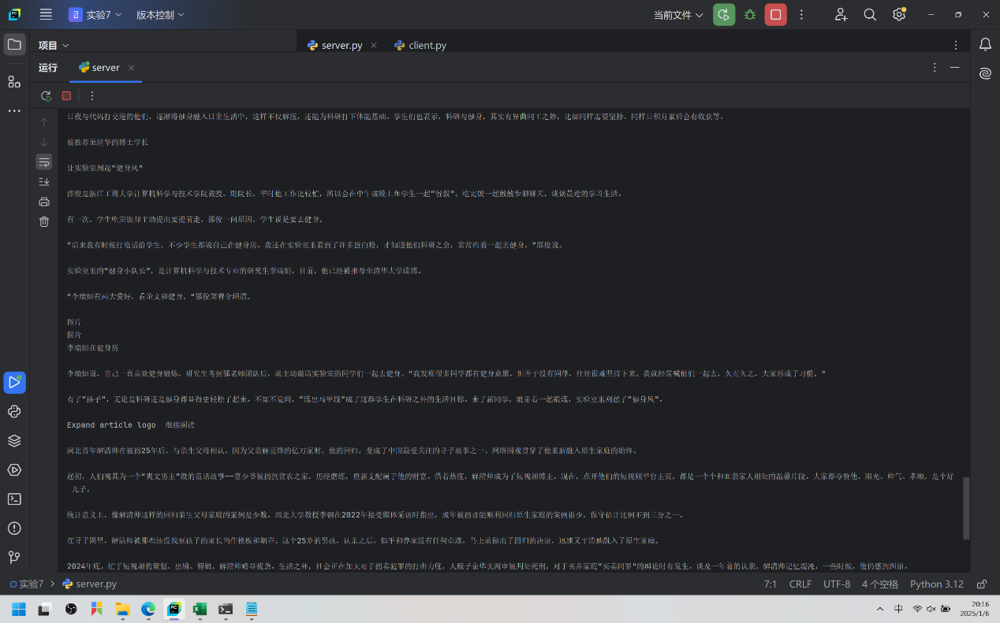 实验7
版本控制
当前文件
项目
server.py
client.py
运行
server
日夜与代码打交道的他们，逐渐将健身融入日常生活中，这样不仅解压，还能为科研打下体能基础。学生们也表示，科研与健身，其实有异曲同工之妙，比如同样需要坚持、同样日积月累后会有收获等。
被推荐至清华的博士学长
让实验室刮起“健身风”
邵俊是浙江工商大学计算机科学与技术学院教授、副院长，平时他工作比较忙，所以会在中午或晚上和学生一起“餐叙”，吃完饭一起散散步聊聊天，谈谈最近的学习生活。
有一次，学生吃完饭却主动提出要提前走，邵俊一问原因，学生说是要去健身。
“后来我有时候打电话给学生，不少学生都说自己在健身房。我还在实验室里看到了许多蛋白粉，才知道他们科研之余，常常约着一起去健身。”邵俊说。
实验室里的“健身小队长”，是计算机科学与技术专业的研究生李瑞烜，目前，他已经被推荐至清华大学读博。
“李瑞烜有两大爱好，看论文和健身。”邵俊笑着介绍道。
图片
图片
李瑞烜在健身房
李瑞烜说，自己一直喜欢健身锻炼，研究生考到邵老师团队后，就主动邀请实验室的同学们一起去健身。“我发现很多同学都有健身意愿，但苦于没有同伴，往往很难坚持下来。我就经常喊他们一起去，久而久之，大家形成了习惯。”
有了“搭子”，无论是科研还是健身都显得更轻松了起来。不知不觉间，“练出马甲线”成了这群学生在科研之外的生活目标。来了新同学，就带着一起锻炼，实验室里刮起了“健身风”。
Expand article logo  继续阅读
河北青年解清帅在被拐25年后，与亲生父母相认。因为父亲解克锋的亿万家财，他的回归，变成了中国最受关注的寻子故事之一。网络围观贯穿了他重新融入原生家庭的始终。
起初，人们视其为一个“爽文男主”般的童话故事——富少爷被拐到贫农之家，历经磨练，重新支配属于他的财富。借着热度，解清帅成为了短视频博主。现在，点开他们的短视频平台主页，都是一个个和血亲家人相处的温馨片段。大家都夸赞他，阳光、帅气、孝顺。是个好
儿子。
统计意义上，像解清帅这样的回归亲生父母家庭的案例是少数。西北大学教授李钢在2022年接受媒体采访时指出，成年被拐者能顺利回归原生家庭的案例很少，保守估计比例不到三分之一。
在寻子圈里，解清帅被那些还没找到孩子的家长当作模板和期许。这个25岁的男孩，认亲之后，似乎和养家没有任何牵连，马上就做出了回归的决定，迅速又平滑地融入了原生家庭。
2024年底，忙于短视频的策划、出镜、剪辑，解清帅略显疲惫。生活之外，社会正在加大对于拐卖犯罪的打击力度，人贩子余华英两审被判处死刑，对于买养家庭“买卖同罪”的舆论时有发生。谈及一年前的认亲，解清帅记忆混沌，一些时候，他仍感到纠结。
实验7
server.py
7:1
CRLF
UTF-8
4 个空格
Python 3.12
中
20:16
2025/1/6